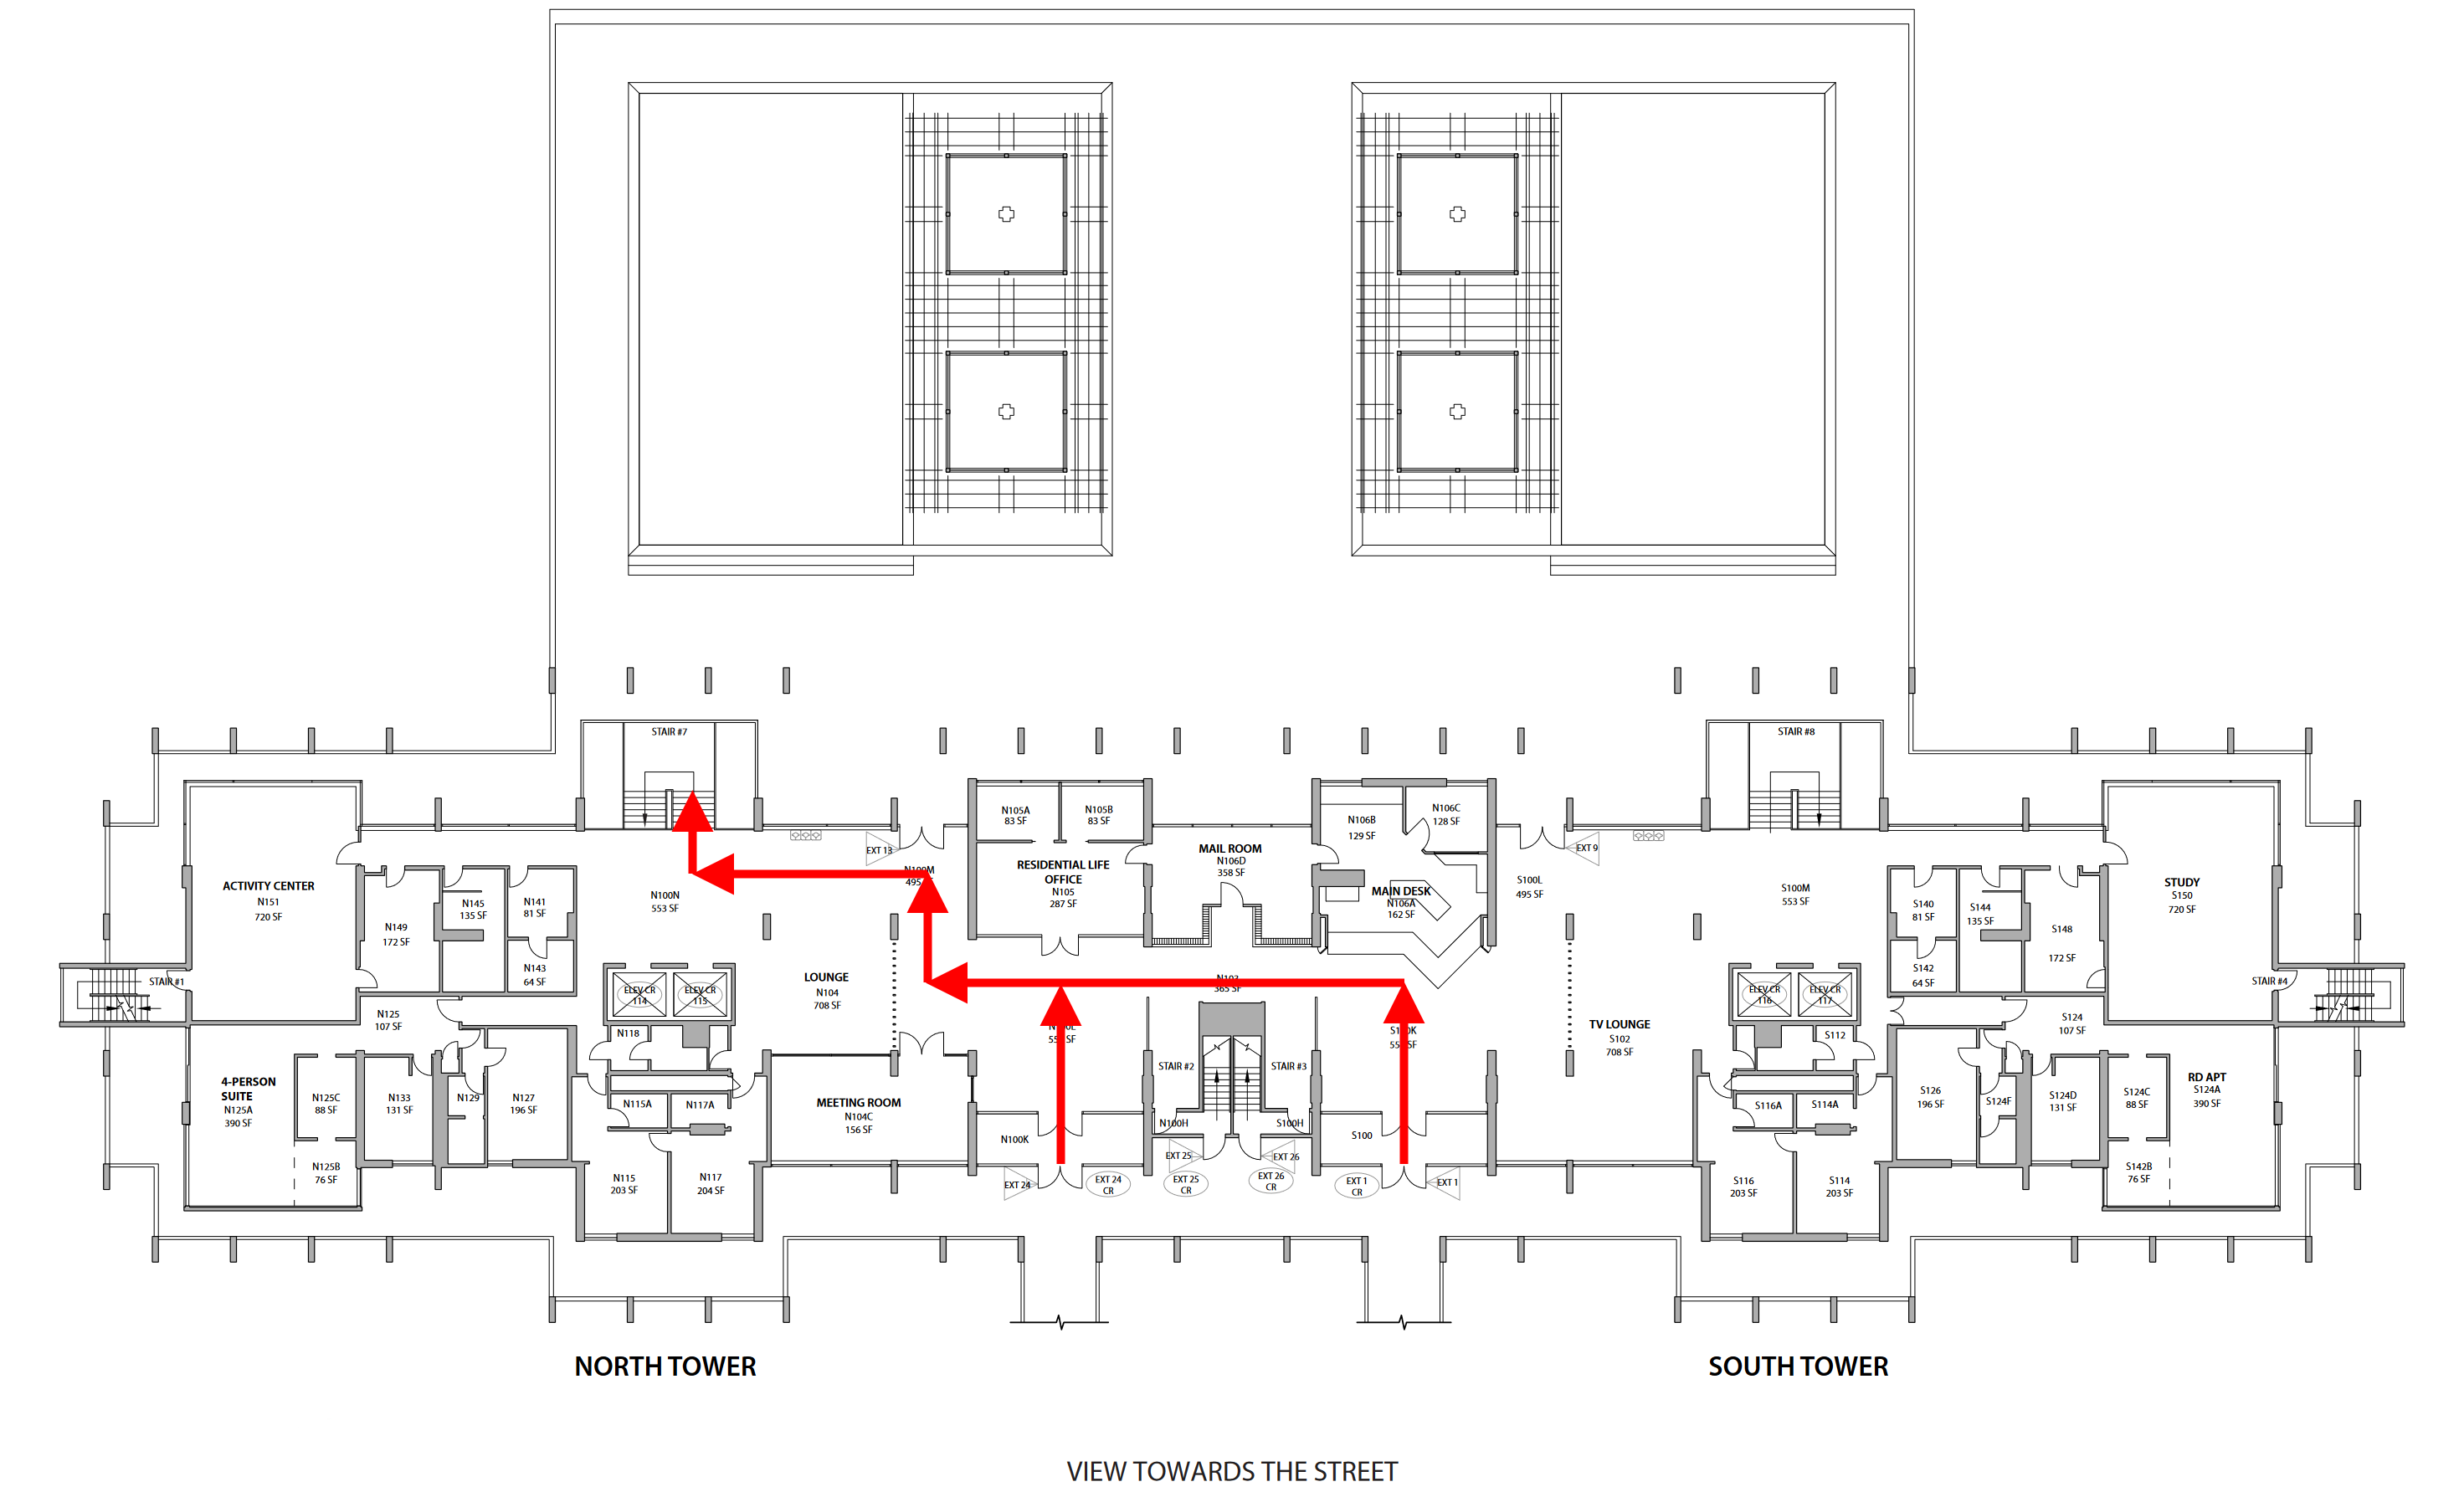 STAIR #7
STAIR #8
N105A
83 SF
N105B
83 SF
N106B
129 SF
N106C
128 SF
EXT 13
N100M
MAIL ROOM
N106D
358 SF
EXT 9
RESIDENTIAL LIFE
OFFICE
N105
287 SF
MAIN DESK
N106A
162 SF
S100L
495 SF
ACTIVITY CENTER
N151
720 SF
N149
172 SF
N145
135 SF
N141
81 SF
N143
64 SF
N100N
553 SF
S100M
553 SF
S140
81 SF
S144
135 SF
S142
64 SF
S148
172 SF
STUDY
S150
720 SF
STAIR #1
ELEV CR
114
ELEV CR
115
LOUNGE
N104
708 SF
N103
365 SF
ELEV CR
116
ELEV CR
117
STAIR #4
N125
107 SF
N118
TV LOUNGE
S102
708 SF
S112
S124
107 SF
STAIR #2
STAIR #3
4-PERSON
SUITE
N125A
390 SF
N125C
88 SF
N133
131 SF
N129
N127
196 SF
N115A
N117A
MEETING ROOM
N104C
156 SF
N100K
N100H
S100H
S100
S116A
S114A
S126
196 SF
S124F
S124D
131 SF
S124C
88 SF
RD APT
S124A
390 SF
N125B
76 SF
N115
203 SF
N117
204 SF
EXT 24
EXT 24
CR
EXT 25
EXT 25
CR
EXT 26
EXT 26
CR
EXT 1
CR
EXT 1
S116
203 SF
S114
203 SF
S142B
76 SF
NORTH TOWER
SOUTH TOWER
VIEW TOWARDS THE STREET